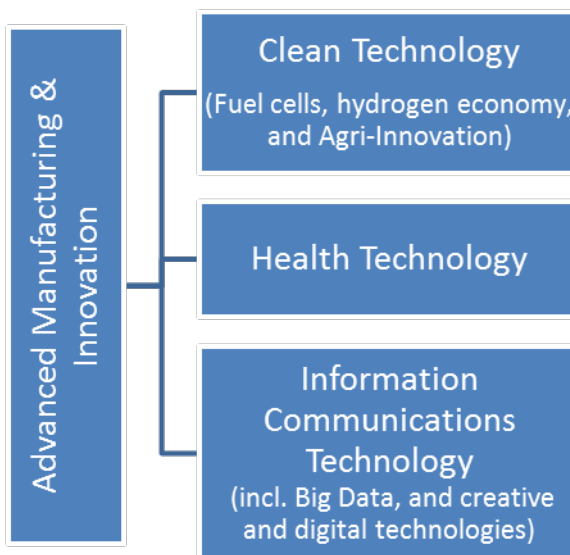 Advanced Manufacturing &
Innovation
Clean Technology
(Fuel cells, hydrogen economy,
and Agri-Innovation)
Health Technology
Information
Communications
Technology
(incl. Big Data, and creative
and digital technologies)